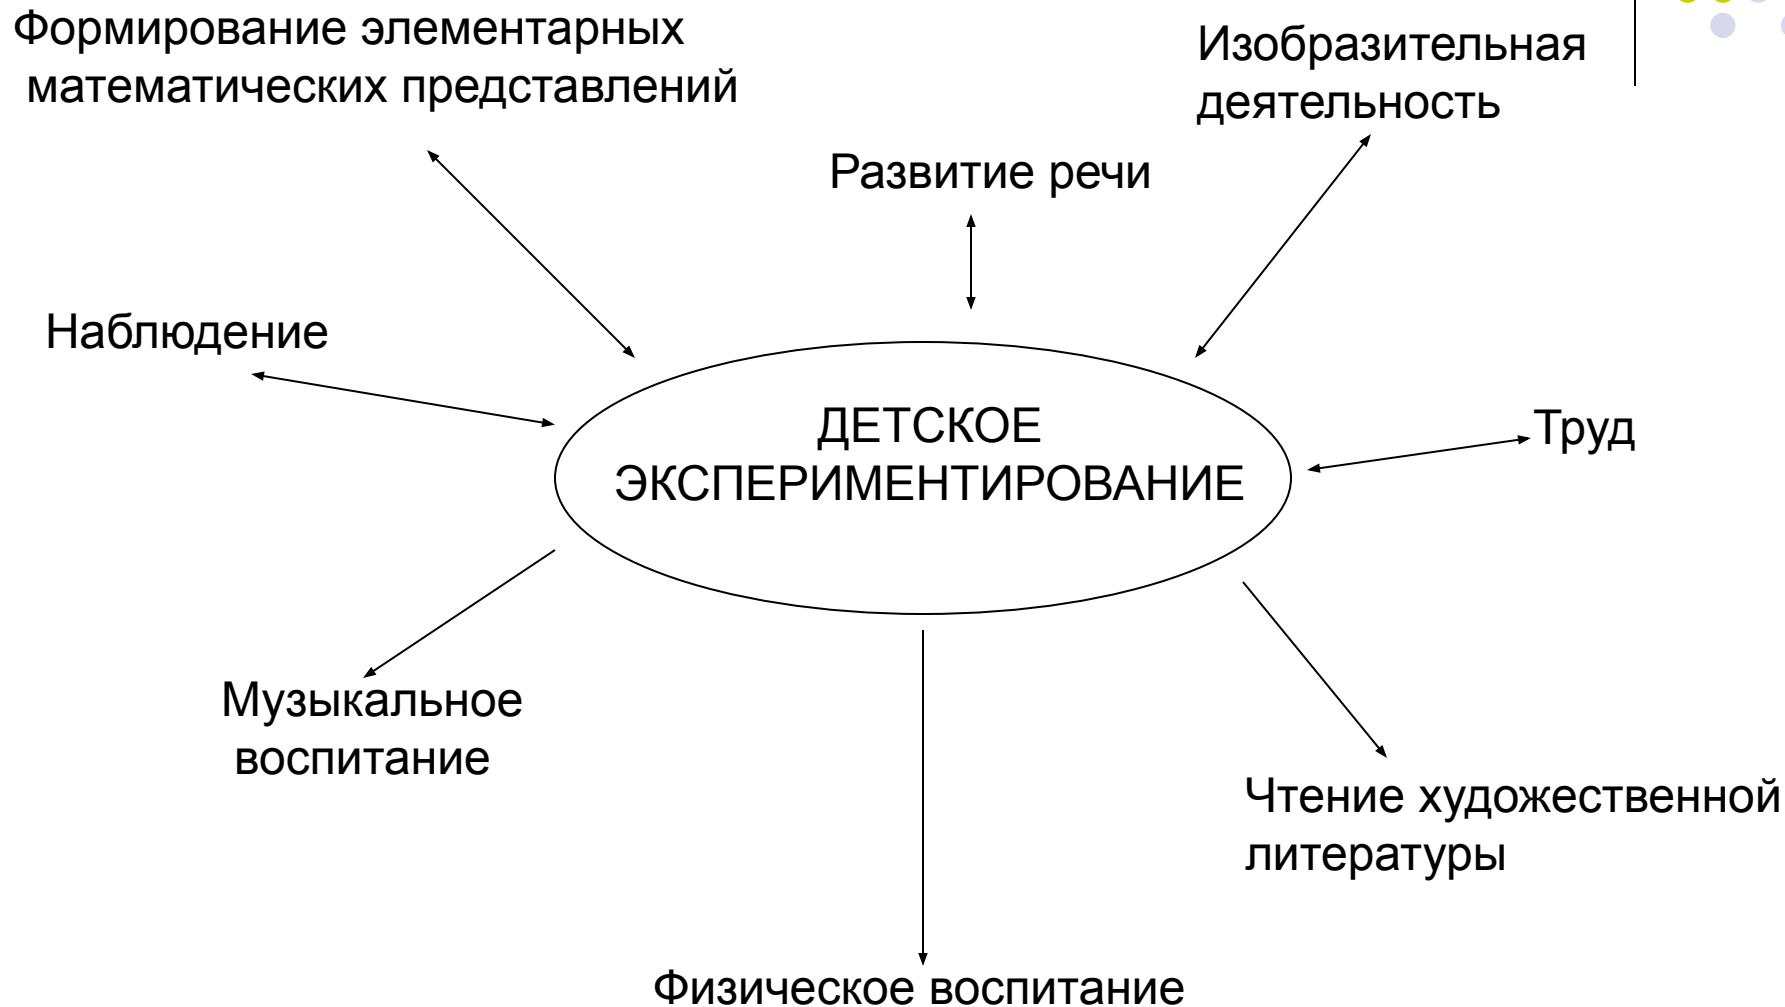 Формирование элементарных
математических представлений
Изобразительная
деятельность
Развитие речи
Наблюдение
ДЕТСКОЕ
ЭКСПЕРИМЕНТИРОВАНИЕ
Труд
Музыкальное
воспитание
Чтение художественной
литературы
Физическое воспитание